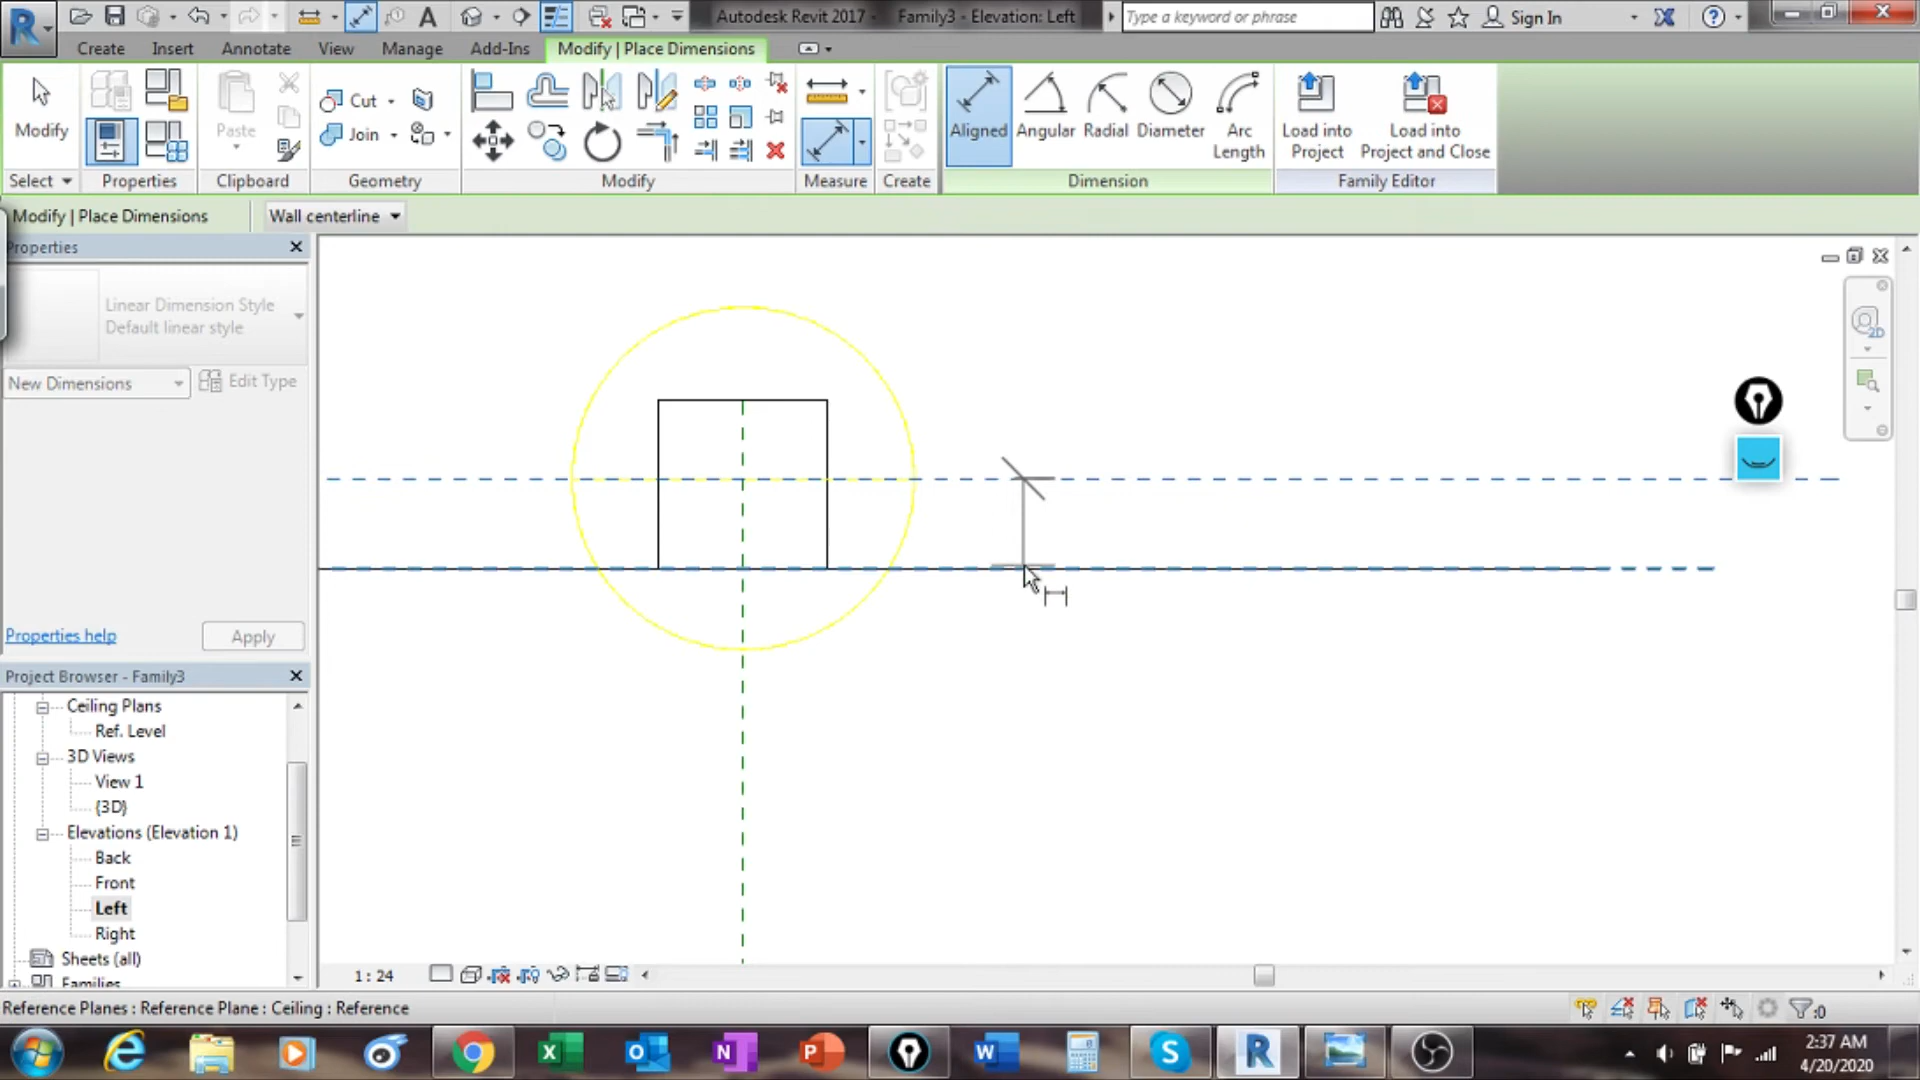 Autodesk Revit 2017 - Family3 - Elevation: Left
Type a keyword or phrase
Sign In
Create Insert Annotate View Manage Add-Ins Modify | Place Dimensions
Modify
Cut
Join
Paste
Aligned Angular Radial Diameter Arc Length
Load into Project
Load into Project and Close
Select Properties Clipboard Geometry Modify Measure Create Dimension Family Editor
Modify | Place Dimensions Wall centerline
Properties
Linear Dimension Style
Default linear style
New Dimensions Edit Type
Properties help Apply
Project Browser - Family3
Ceiling Plans
Ref. Level
3D Views
View 1
{3D}
Elevations (Elevation 1)
Back
Front
Left
Right
Sheets (all)
Families
2D
1 : 24
Reference Planes : Reference Plane : Ceiling : Reference
:0
2:37 AM
4/20/2020